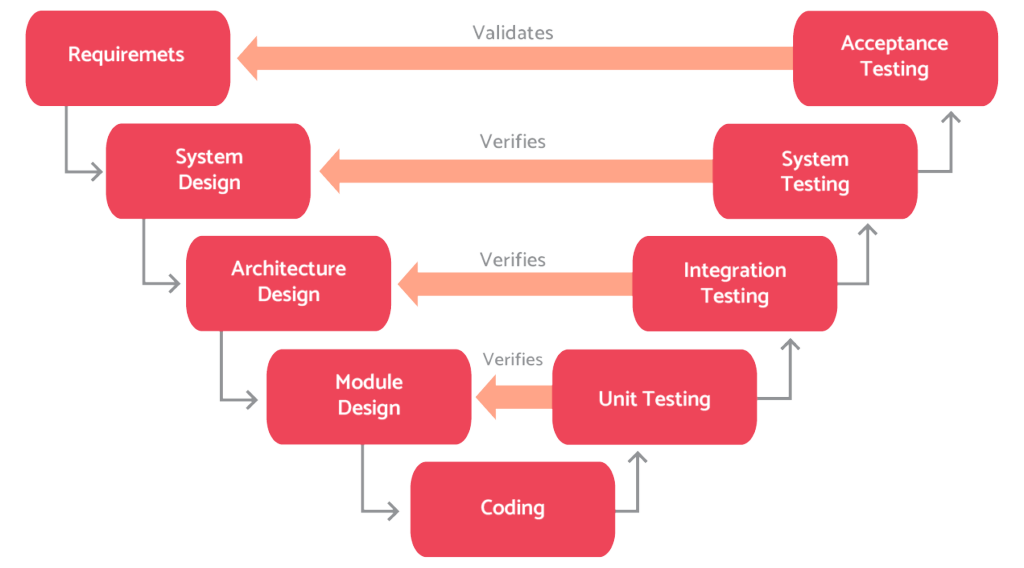 Requiremets
Validates
Acceptance
Testing
System
Design
Verifies
System
Testing
Architecture
Design
Verifies
Integration
Testing
Module
Design
Verifies
Unit Testing
Coding